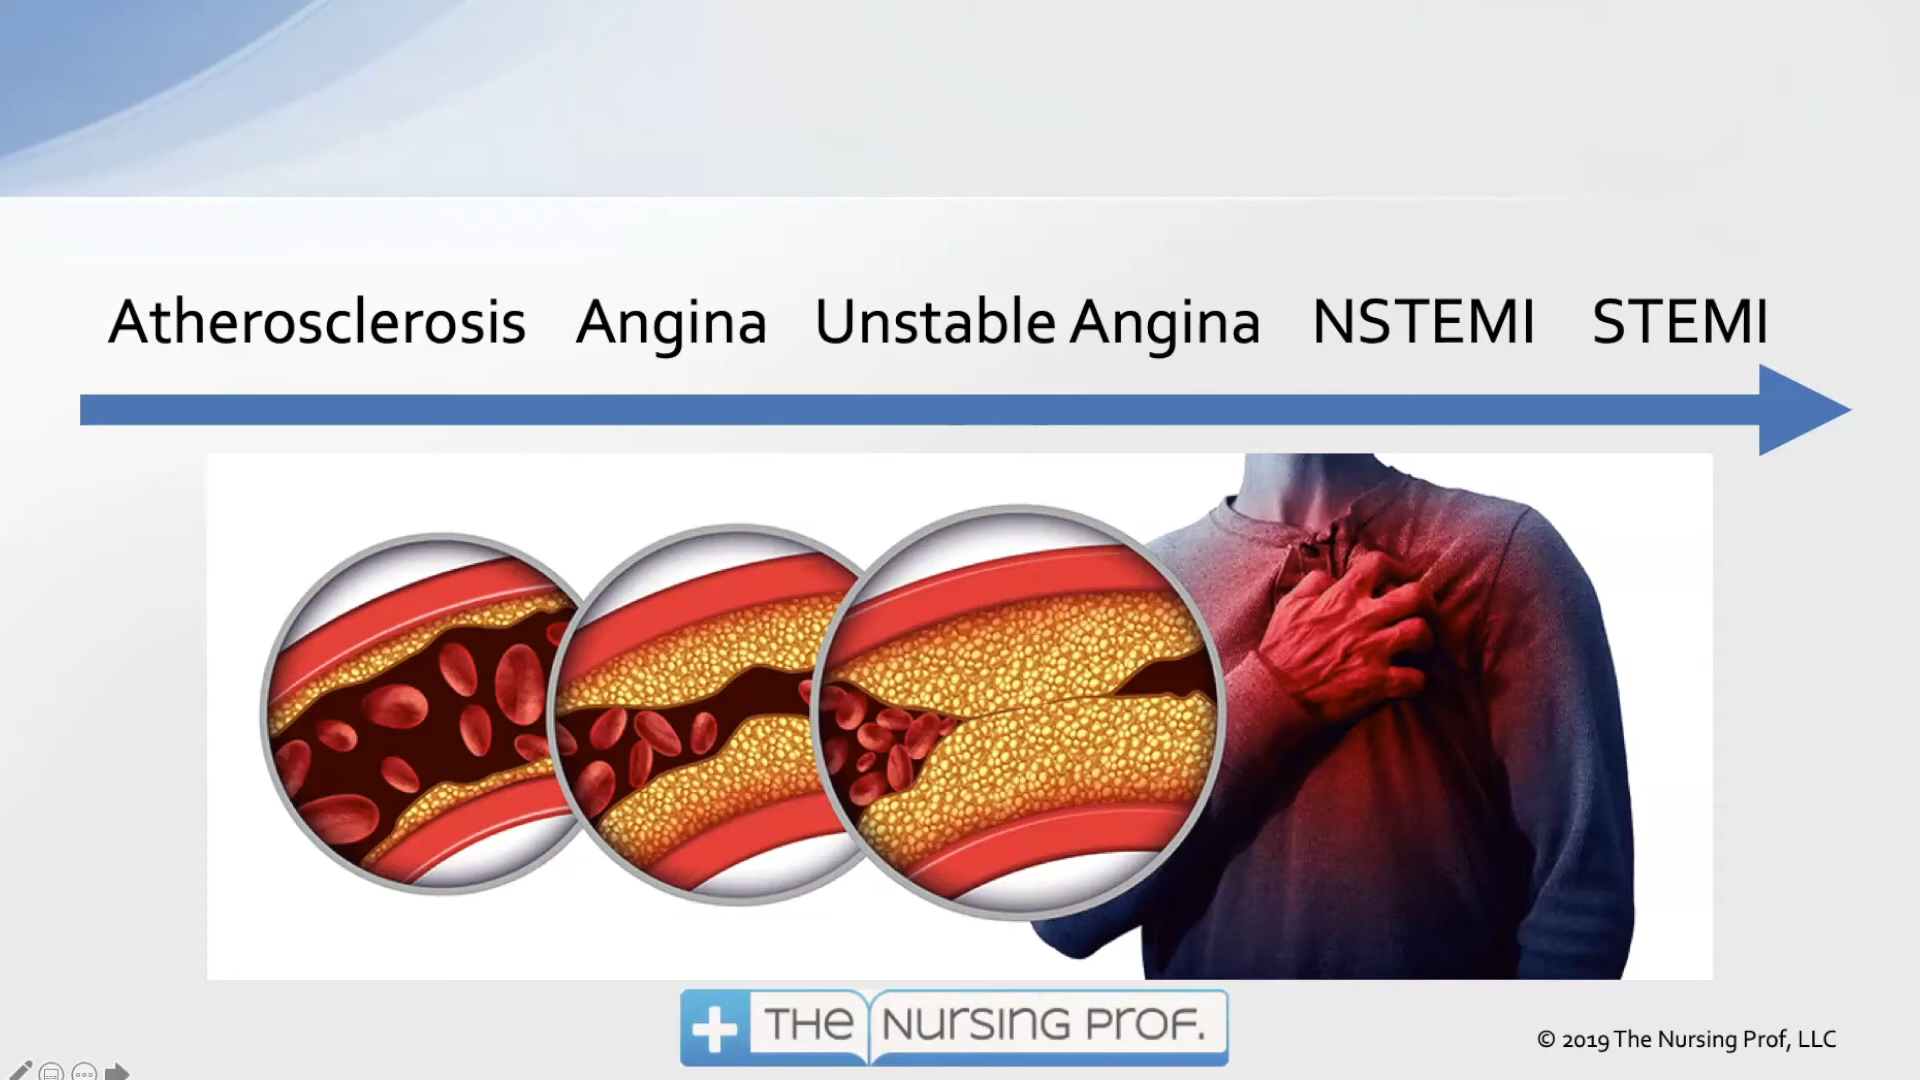 Atherosclerosis Angina Unstable Angina NSTEMI STEMI
THE NURSING PROF.
© 2019 The Nursing Prof, LLC